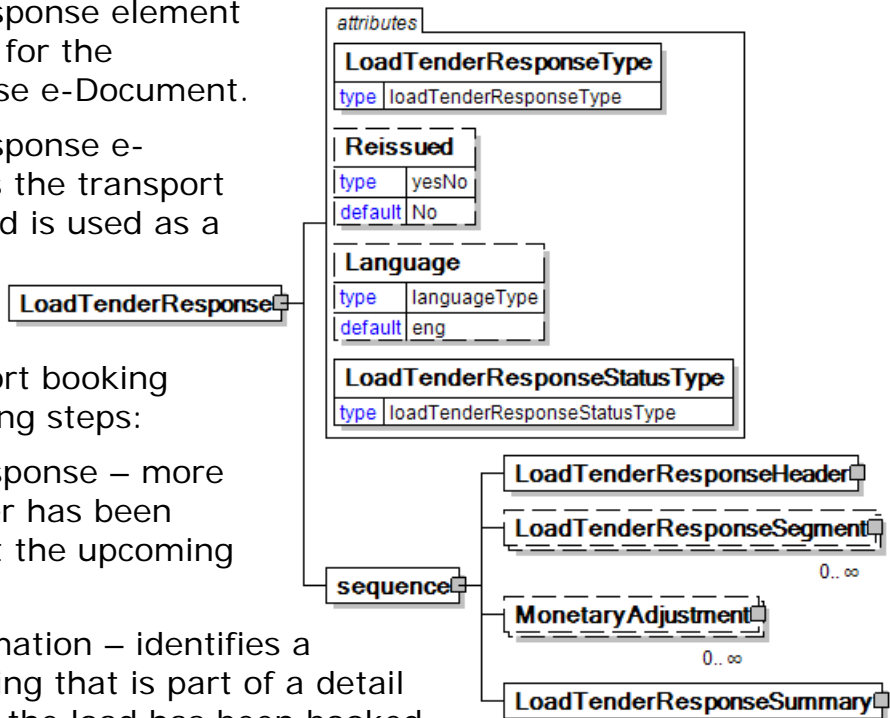 sponse element
for the
se e-Document.
sponse e-
s the transport
d is used as a
ort booking
ng steps:
sponse – more
er has been
t the upcoming
nation – identifies a
ing that is part of a detail
the load has been booked
attributes
LoadTenderResponseType
type loadTenderResponseType
Reissued
type yesNo
default No
Language
type languageType
default eng
LoadTenderResponseStatusType
type loadTenderResponseStatusType
LoadTenderResponse
sequence
LoadTenderResponseHeader
LoadTenderResponseSegment
0.. ∞
MonetaryAdjustment
0.. ∞
LoadTenderResponseSummary